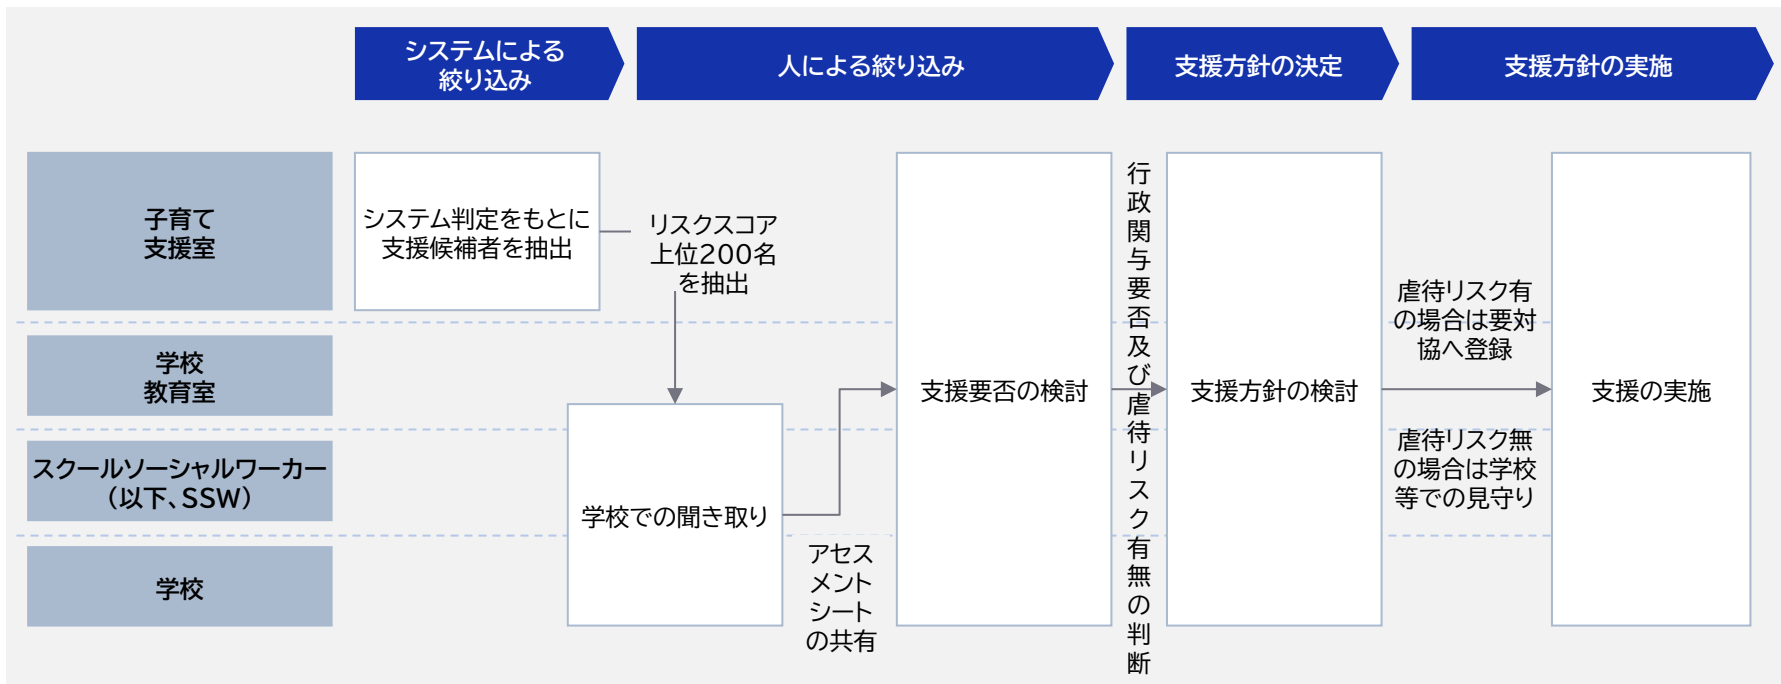 システムによる
絞り込み
人による絞り込み
支援方針の決定
支援方針の実施
子育て
支援室
システム判定をもとに
支援候補者を抽出
リスクスコア
上位200名
を抽出
学校
教育室
スクールソーシャルワーカー
（以下、SSW）
学校
学校での聞き取り
アセス
メント
シート
の共有
支援要否の検討
行政関与要否及び虐待リスク有無の判断
支援方針の検討
虐待リスク有
の場合は要対
協へ登録
虐待リスク無
の場合は学校
等での見守り
支援の実施